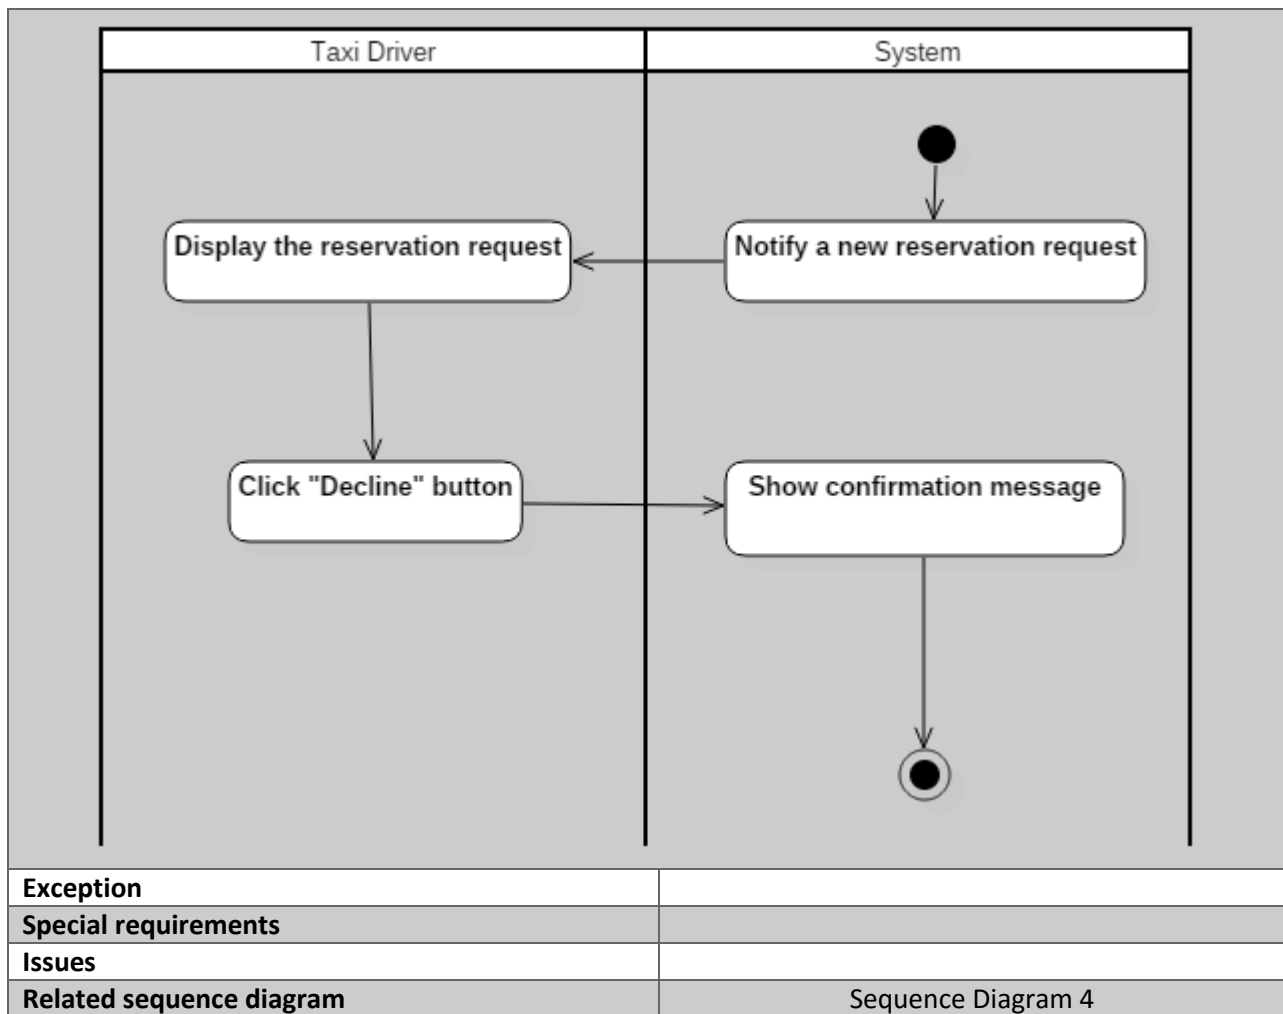 Taxi Driver
System
Display the reservation request
Notify a new reservation request
Click "Decline" button
Show confirmation message
Exception
Special requirements
Issues
Related sequence diagram
Sequence Diagram 4